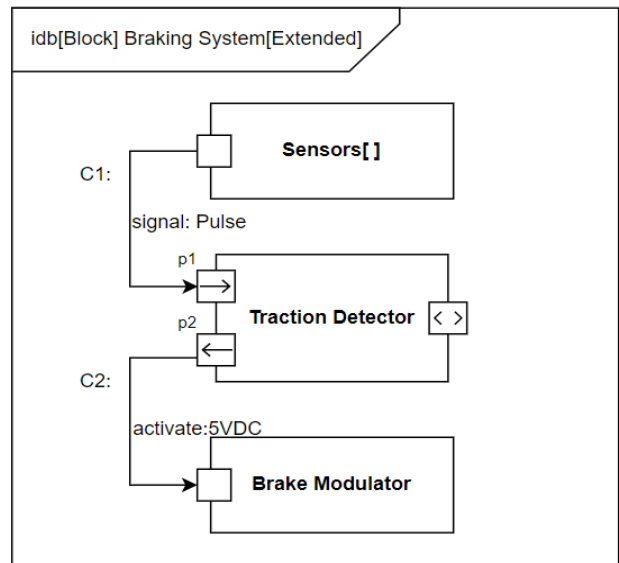 idb[Block] Braking System[Extended]
Sensors[ ]
C1:
signal: Pulse
p1
Traction Detector
< >
p2
C2:
activate:5VDC
Brake Modulator